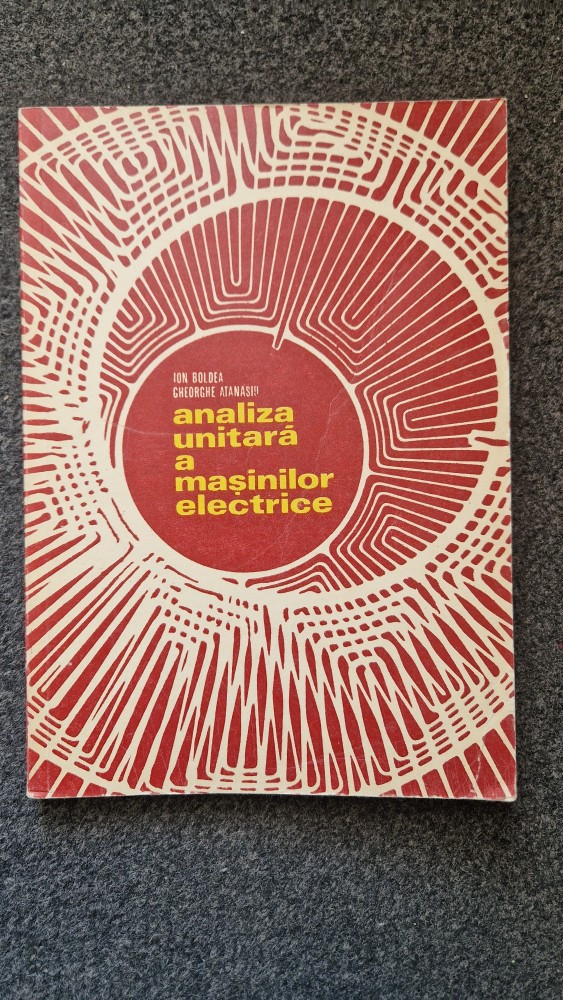 ION BOLDEA
GHEORGHE ATANASIU
analiza
unitară
a
mașinilor
electrice